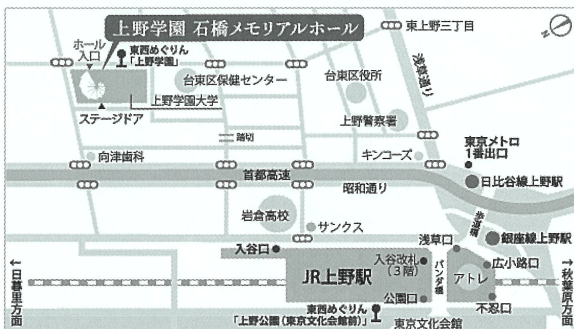 上野学園 石橋メモリアルホール
N
東上野三丁目
ホール
入口
東西めぐりん
「上野学園」
台東区保健センター
台東区役所
浅草通り
上野学園大学
ステージドア
上野警察署
踏切
向津歯科
キンコーズ
東京メトロ
1番出口
首都高速
日比谷線上野駅
昭和通り
岩倉高校
サンクス
歩道橋
銀座線上野駅
入谷口
浅草口
入谷改札
(3階)
広小路口
JR上野駅
パンダ橋
アトレ
公園口
←日暮里方面
→秋葉原方面
東西めぐりん
「上野公園(東京文化会館前)」
不忍口
東京文化会館